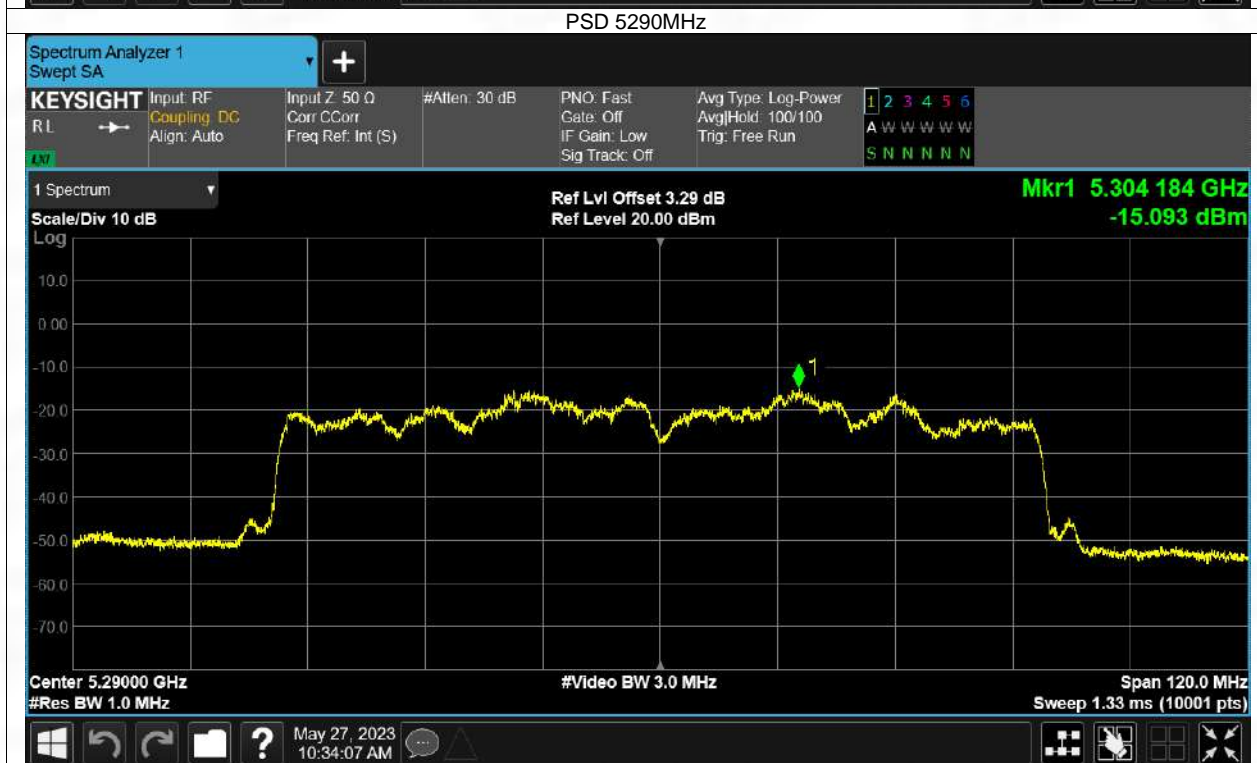 PSD 5290MHz
Spectrum Analyzer 1
Swept SA
+
KEYSIGHT
RL
LXI
Input: RF
Coupling: DC
Align: Auto
Input Z: 50 Ω
Corr CCorr
Freq Ref: Int (S)
#Atten: 30 dB
PNO: Fast
Gate: Off
IF Gain: Low
Sig Track: Off
Avg Type: Log-Power
Avg|Hold: 100/100
Trig: Free Run
1 2 3 4 5 6
A W W W W W
S N N N N N
1 Spectrum
Scale/Div 10 dB
Log
Ref Lvl Offset 3.29 dB
Ref Level 20.00 dBm
Mkr1 5.304 184 GHz
-15.093 dBm
10.0
0.00
-10.0
-20.0
-30.0
-40.0
-50.0
-60.0
-70.0
1
Center 5.29000 GHz
#Res BW 1.0 MHz
#Video BW 3.0 MHz
Span 120.0 MHz
Sweep 1.33 ms (10001 pts)
?
May 27, 2023
10:34:07 AM